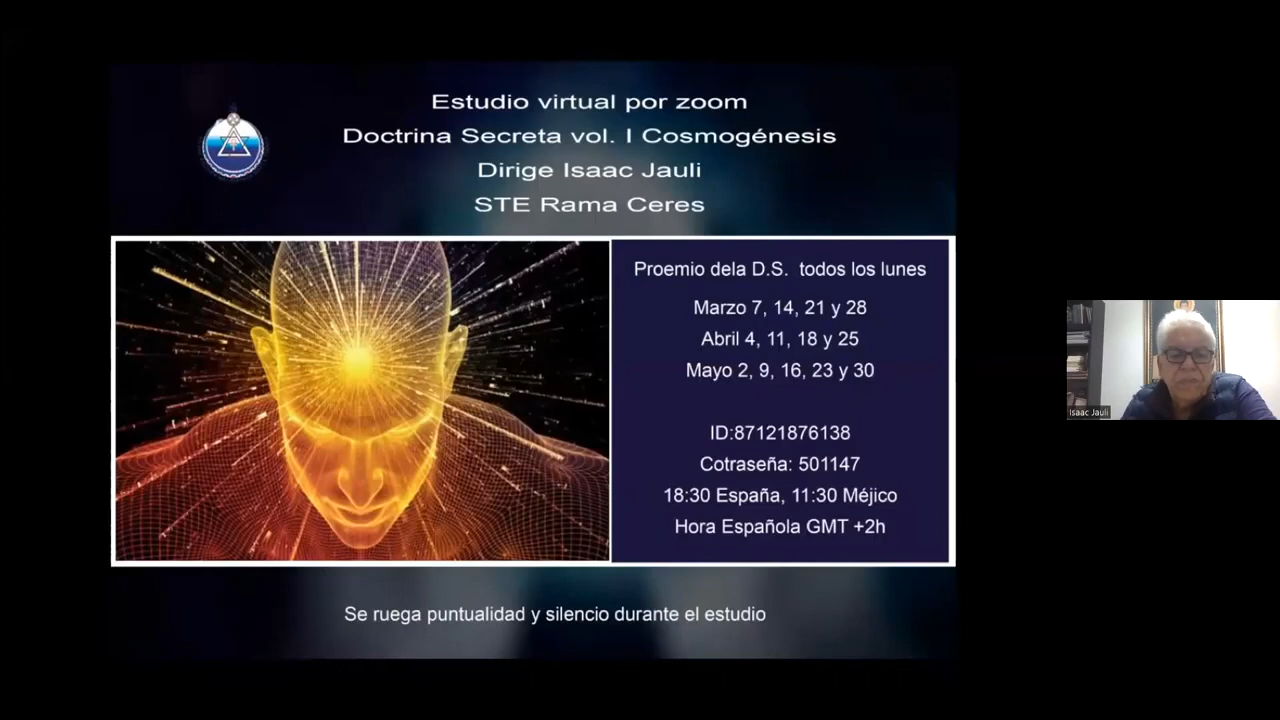 Estudio virtual por zoom
Doctrina Secreta vol. I Cosmogénesis
Dirige Isaac Jauli
STE Rama Ceres
Proemio dela D.S. todos los lunes
Marzo 7, 14, 21 y 28
Abril 4, 11, 18 y 25
Mayo 2, 9, 16, 23 y 30
ID:87121876138
Cotraseña: 501147
18:30 España, 11:30 Méjico
Hora Española GMT +2h
Se ruega puntualidad y silencio durante el estudio
Isaac Jauli